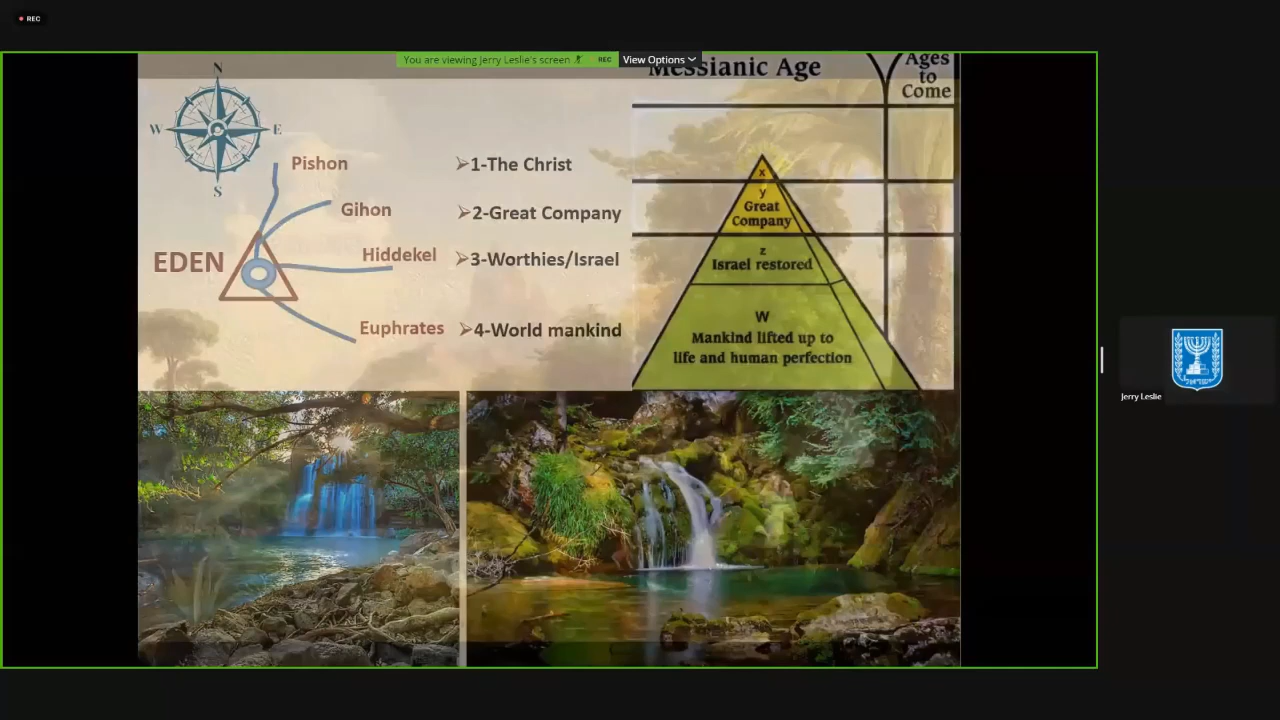 REC
You are viewing Jerry Leslie's screen
REC
View Options
Messianic Age
Ages
to
Come
N
W
E
S
Pishon
Gihon
Hiddekel
EDEN
Euphrates
➢1-The Christ
➢2-Great Company
➢3-Worthies/Israel
➢4-World mankind
x
y
Great
Company
z
Israel restored
W
Mankind lifted up to
life and human perfection
Jerry Leslie